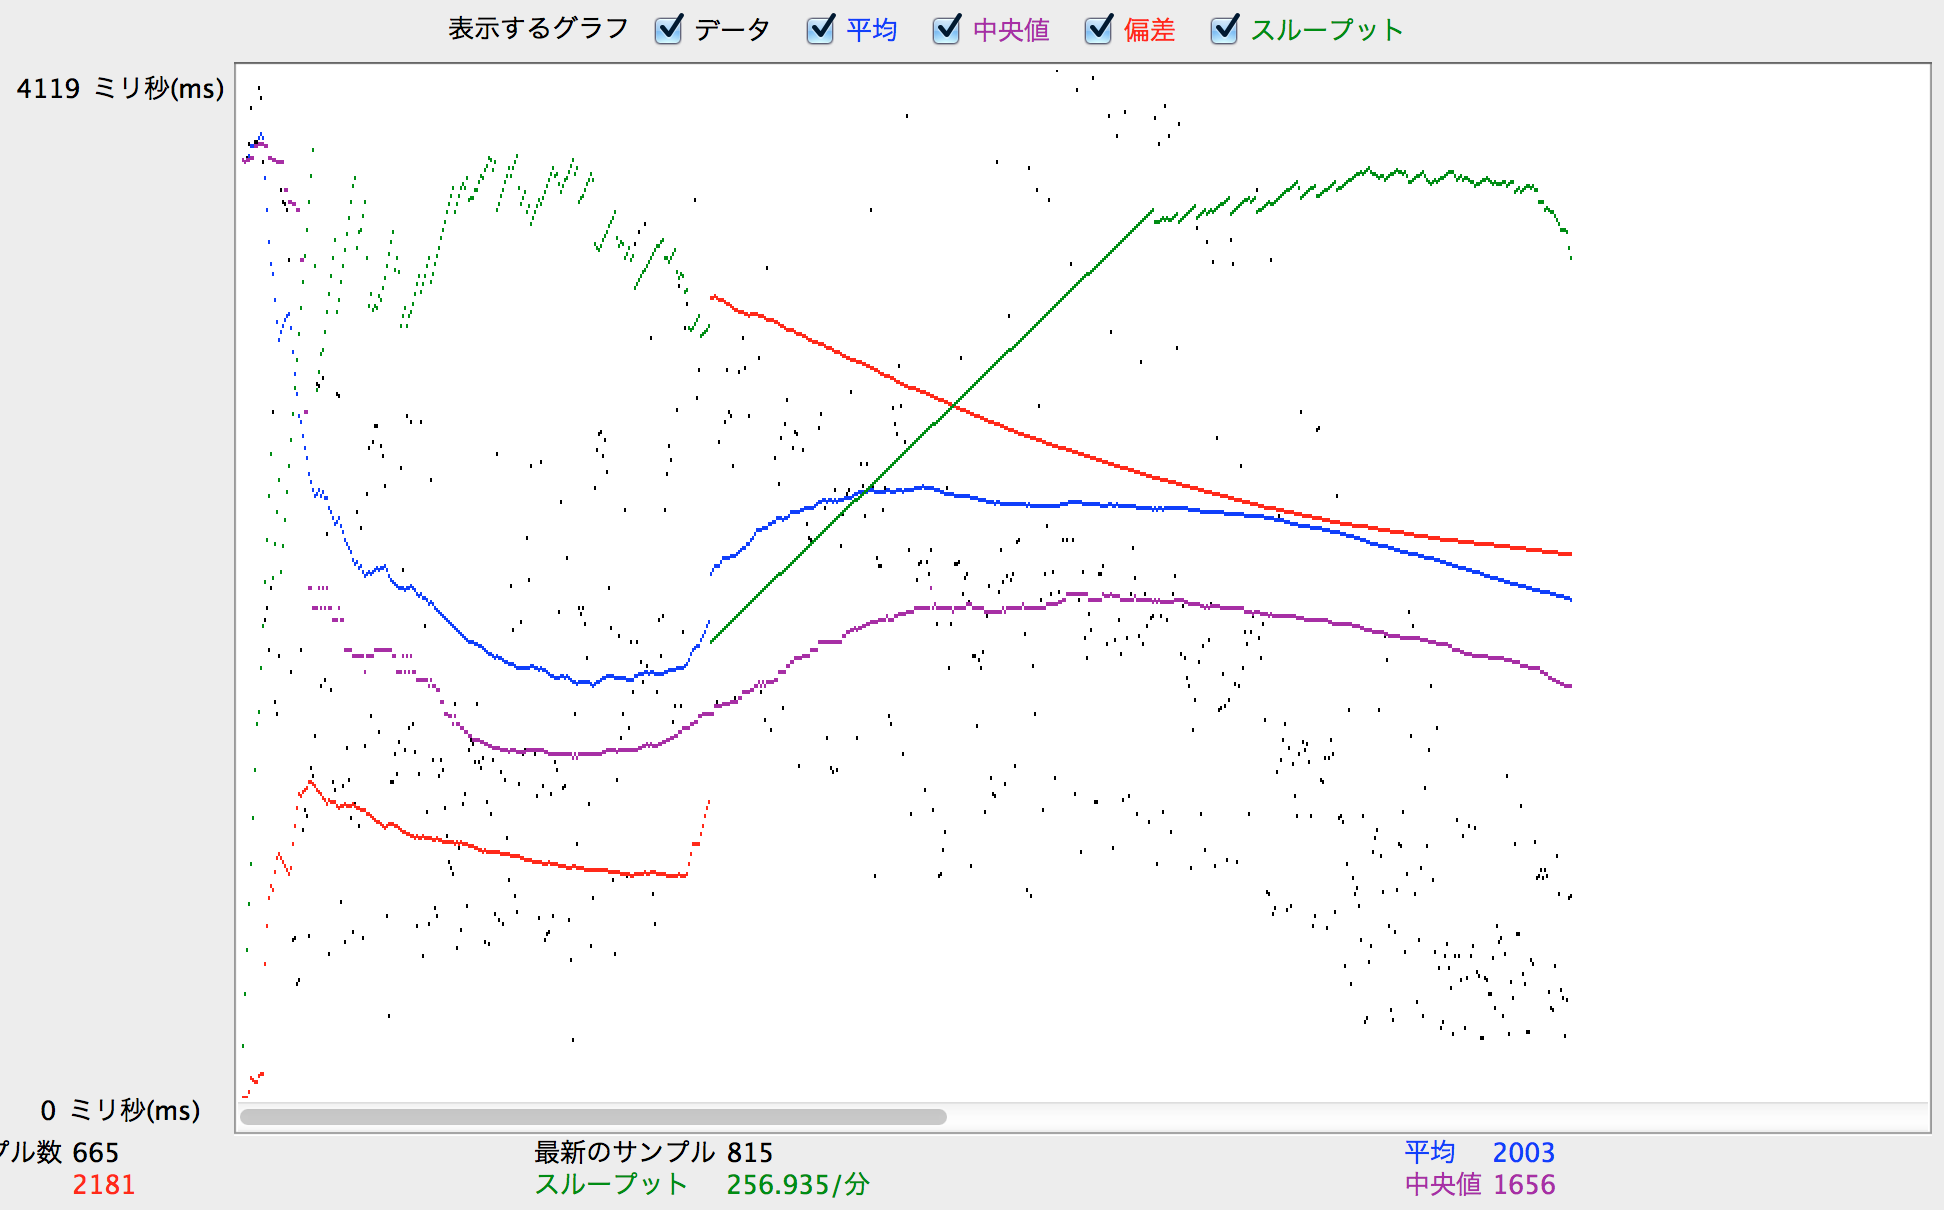 表示するグラフ データ 平均 中央値 偏差 スループット
4119 ミリ秒(ms)
0 ミリ秒(ms)
プル数 665 最新のサンプル 815 平均 2003
2181 スループット 256.935/分 中央値 1656